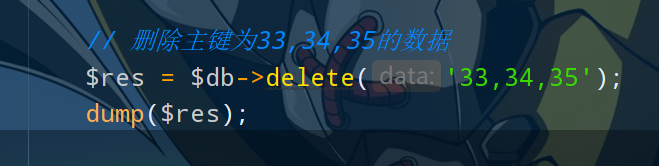 // 删除主键为33,34,35的数据
$res = $db->delete( data: '33,34,35');
dump($res);